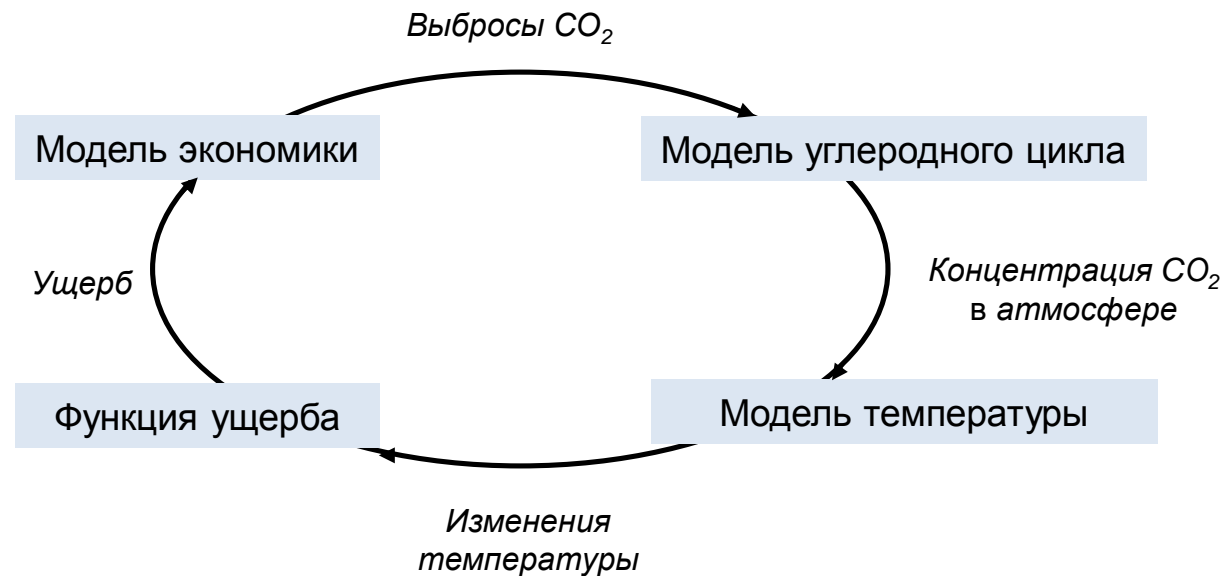 Выбросы CO₂
Модель экономики
Модель углеродного цикла
Ущерб
Концентрация CO₂
в атмосфере
Функция ущерба
Модель температуры
Изменения
температуры